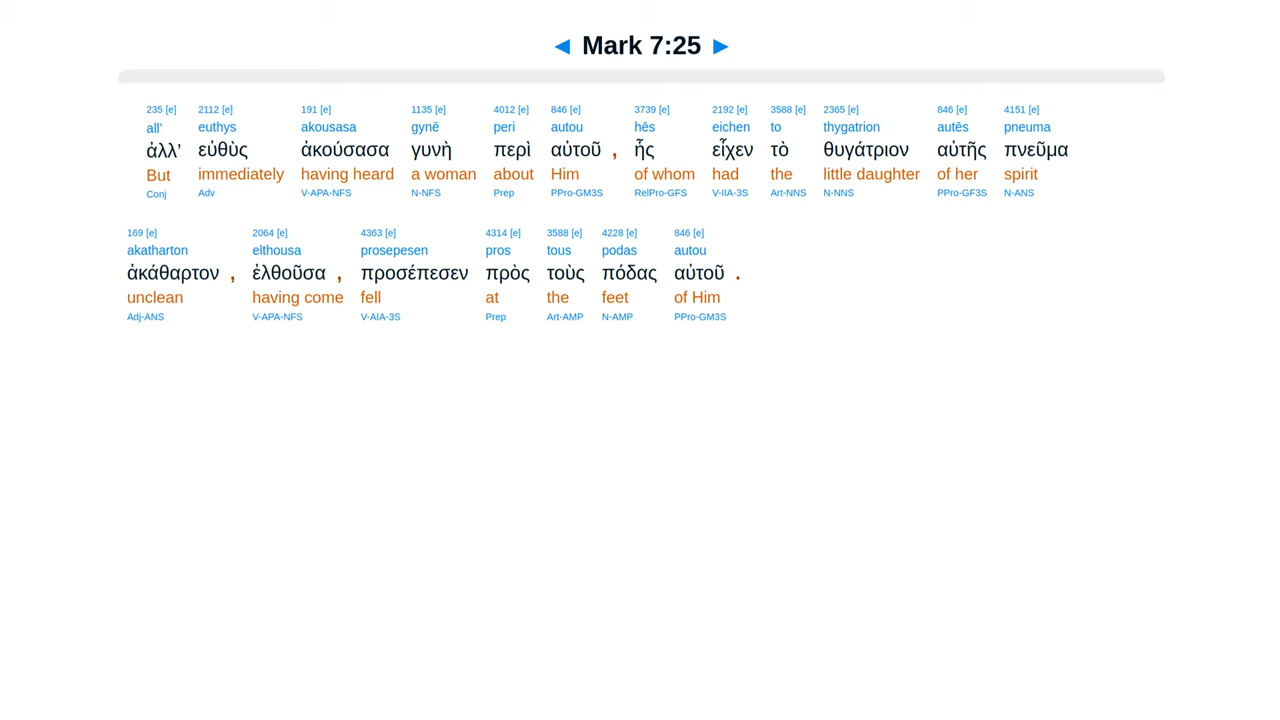 ◄ Mark 7:25 ►
235 [e] 2112 [e] 191 [e] 1135 [e] 4012 [e] 846 [e] 3739 [e] 2192 [e] 3588 [e] 2365 [e] 846 [e] 4151 [e]
all’ euthys akousasa gynē peri autou hēs eichen to thygatrion autēs pneuma
ἀλλ’ εὐθὺς ἀκούσασα γυνὴ περὶ αὐτοῦ , ἧς εἶχεν τὸ θυγάτριον αὐτῆς πνεῦμα
But immediately having heard a woman about Him of whom had the little daughter of her spirit
Conj Adv V-APA-NFS N-NFS Prep PPro-GM3S RelPro-GFS V-IIA-3S Art-NNS N-NNS PPro-GF3S N-ANS
169 [e] 2064 [e] 4363 [e] 4314 [e] 3588 [e] 4228 [e] 846 [e]
akatharton elthousa prosepesen pros tous podas autou
ἀκάθαρτον , ἐλθοῦσα , προσέπεσεν πρὸς τοὺς πόδας αὐτοῦ .
unclean having come fell at the feet of Him
Adj-ANS V-APA-NFS V-AIA-3S Prep Art-AMP N-AMP PPro-GM3S